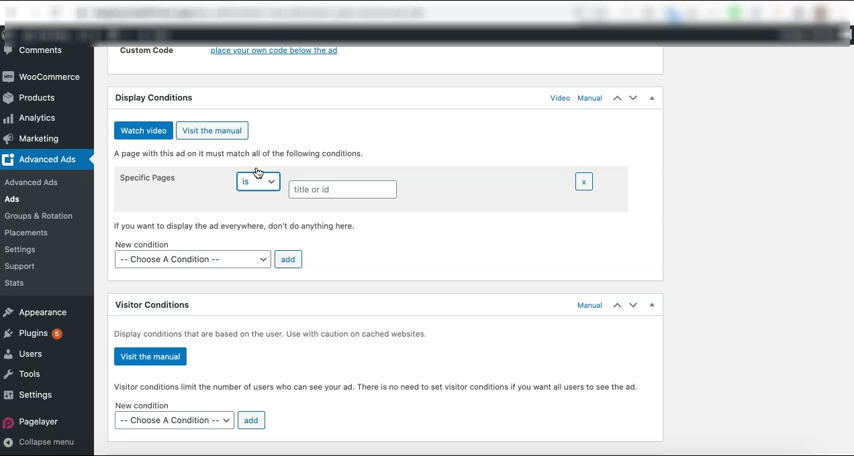 Comments
WooCommerce
Products
Analytics
Marketing
Advanced Ads
Advanced Ads
Ads
Groups & Rotation
Placements
Settings
Support
Stats
Appearance
Plugins 5
Users
Tools
Settings
Pagelayer
Collapse menu
Custom Code place your own code below the ad
Display Conditions Video Manual
Watch video Visit the manual
A page with this ad on it must match all of the following conditions.
Specific Pages is title or id x
If you want to display the ad everywhere, don't do anything here.
New condition
-- Choose A Condition -- add
Visitor Conditions Manual
Display conditions that are based on the user. Use with caution on cached websites.
Visit the manual
Visitor conditions limit the number of users who can see your ad. There is no need to set visitor conditions if you want all users to see the ad.
New condition
-- Choose A Condition -- add